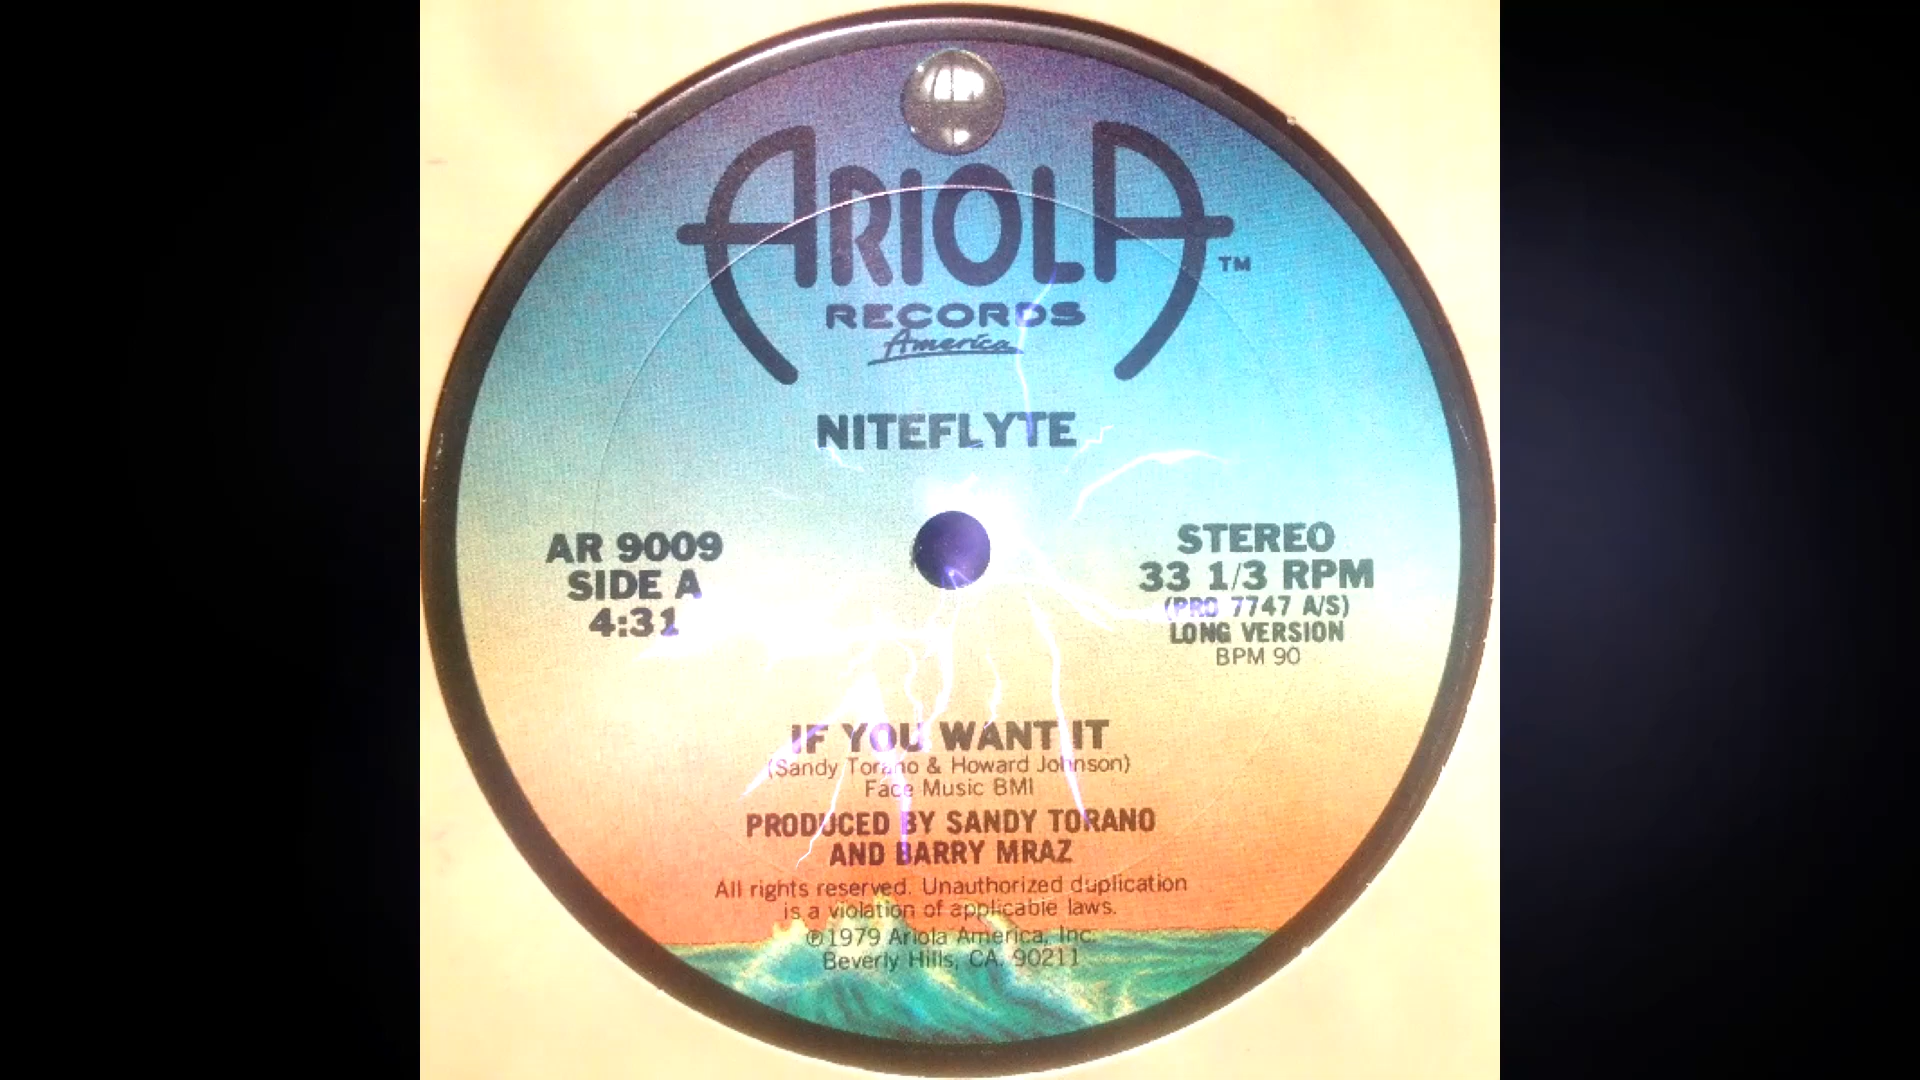 ARIOLA™
RECORDS
America
NITEFLYTE
AR 9009
SIDE A
4:31
STEREO
33 1/3 RPM
(PRO 7747 A/S)
LONG VERSION
BPM 90
IF YOU WANT IT
(Sandy Torano & Howard Johnson)
Face Music BMI
PRODUCED BY SANDY TORANO
AND BARRY MRAZ
All rights reserved. Unauthorized duplication
is a violation of applicable laws.
℗1979 Ariola America, Inc.
Beverly Hills, CA. 90211